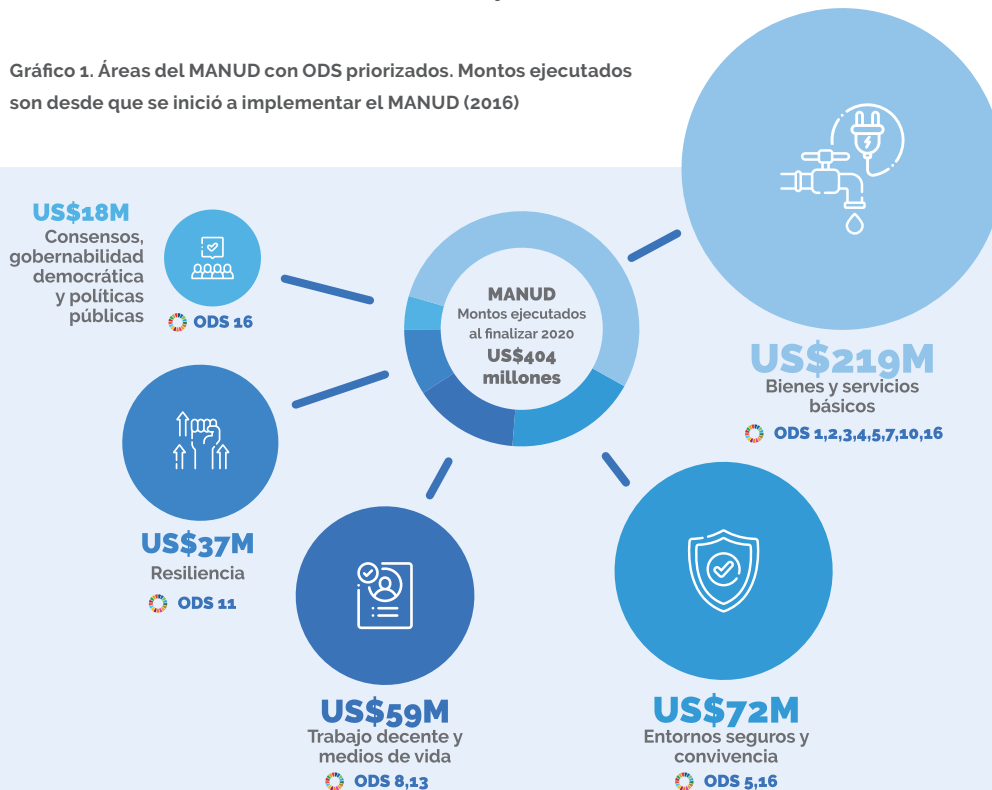 Gráfico 1. Áreas del MANUD con ODS priorizados. Montos ejecutados
son desde que se inició a implementar el MANUD (2016)
US$18M
Consensos,
gobernabilidad
democrática
y políticas
públicas
ODS 16
MANUD
Montos ejecutados
al finalizar 2020
US$404
millones
US$219M
Bienes y servicios
básicos
ODS 1,2,3,4,5,7,10,16
US$37M
Resiliencia
ODS 11
US$59M
Trabajo decente y
medios de vida
ODS 8,13
US$72M
Entornos seguros y
convivencia
ODS 5,16